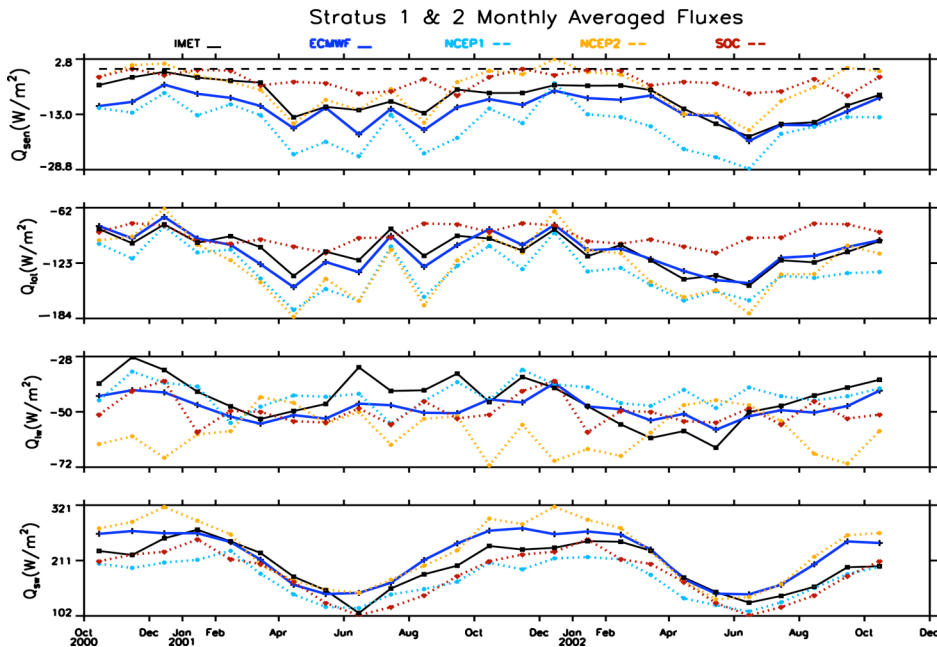 Stratus 1 & 2 Monthly Averaged Fluxes
IMET ECMWF NCEP1 NCEP2 SOC
Qsen(W/m²)
2.8
-13.0
-28.8
Qlat(W/m²)
-62
-123
-184
Qlw(W/m²)
-28
-50
-72
Qsw(W/m²)
321
211
102
Oct Dec Jan Feb Apr Jun Aug Oct Dec Jan Feb Apr Jun Aug Oct Dec
2000 2001 2002